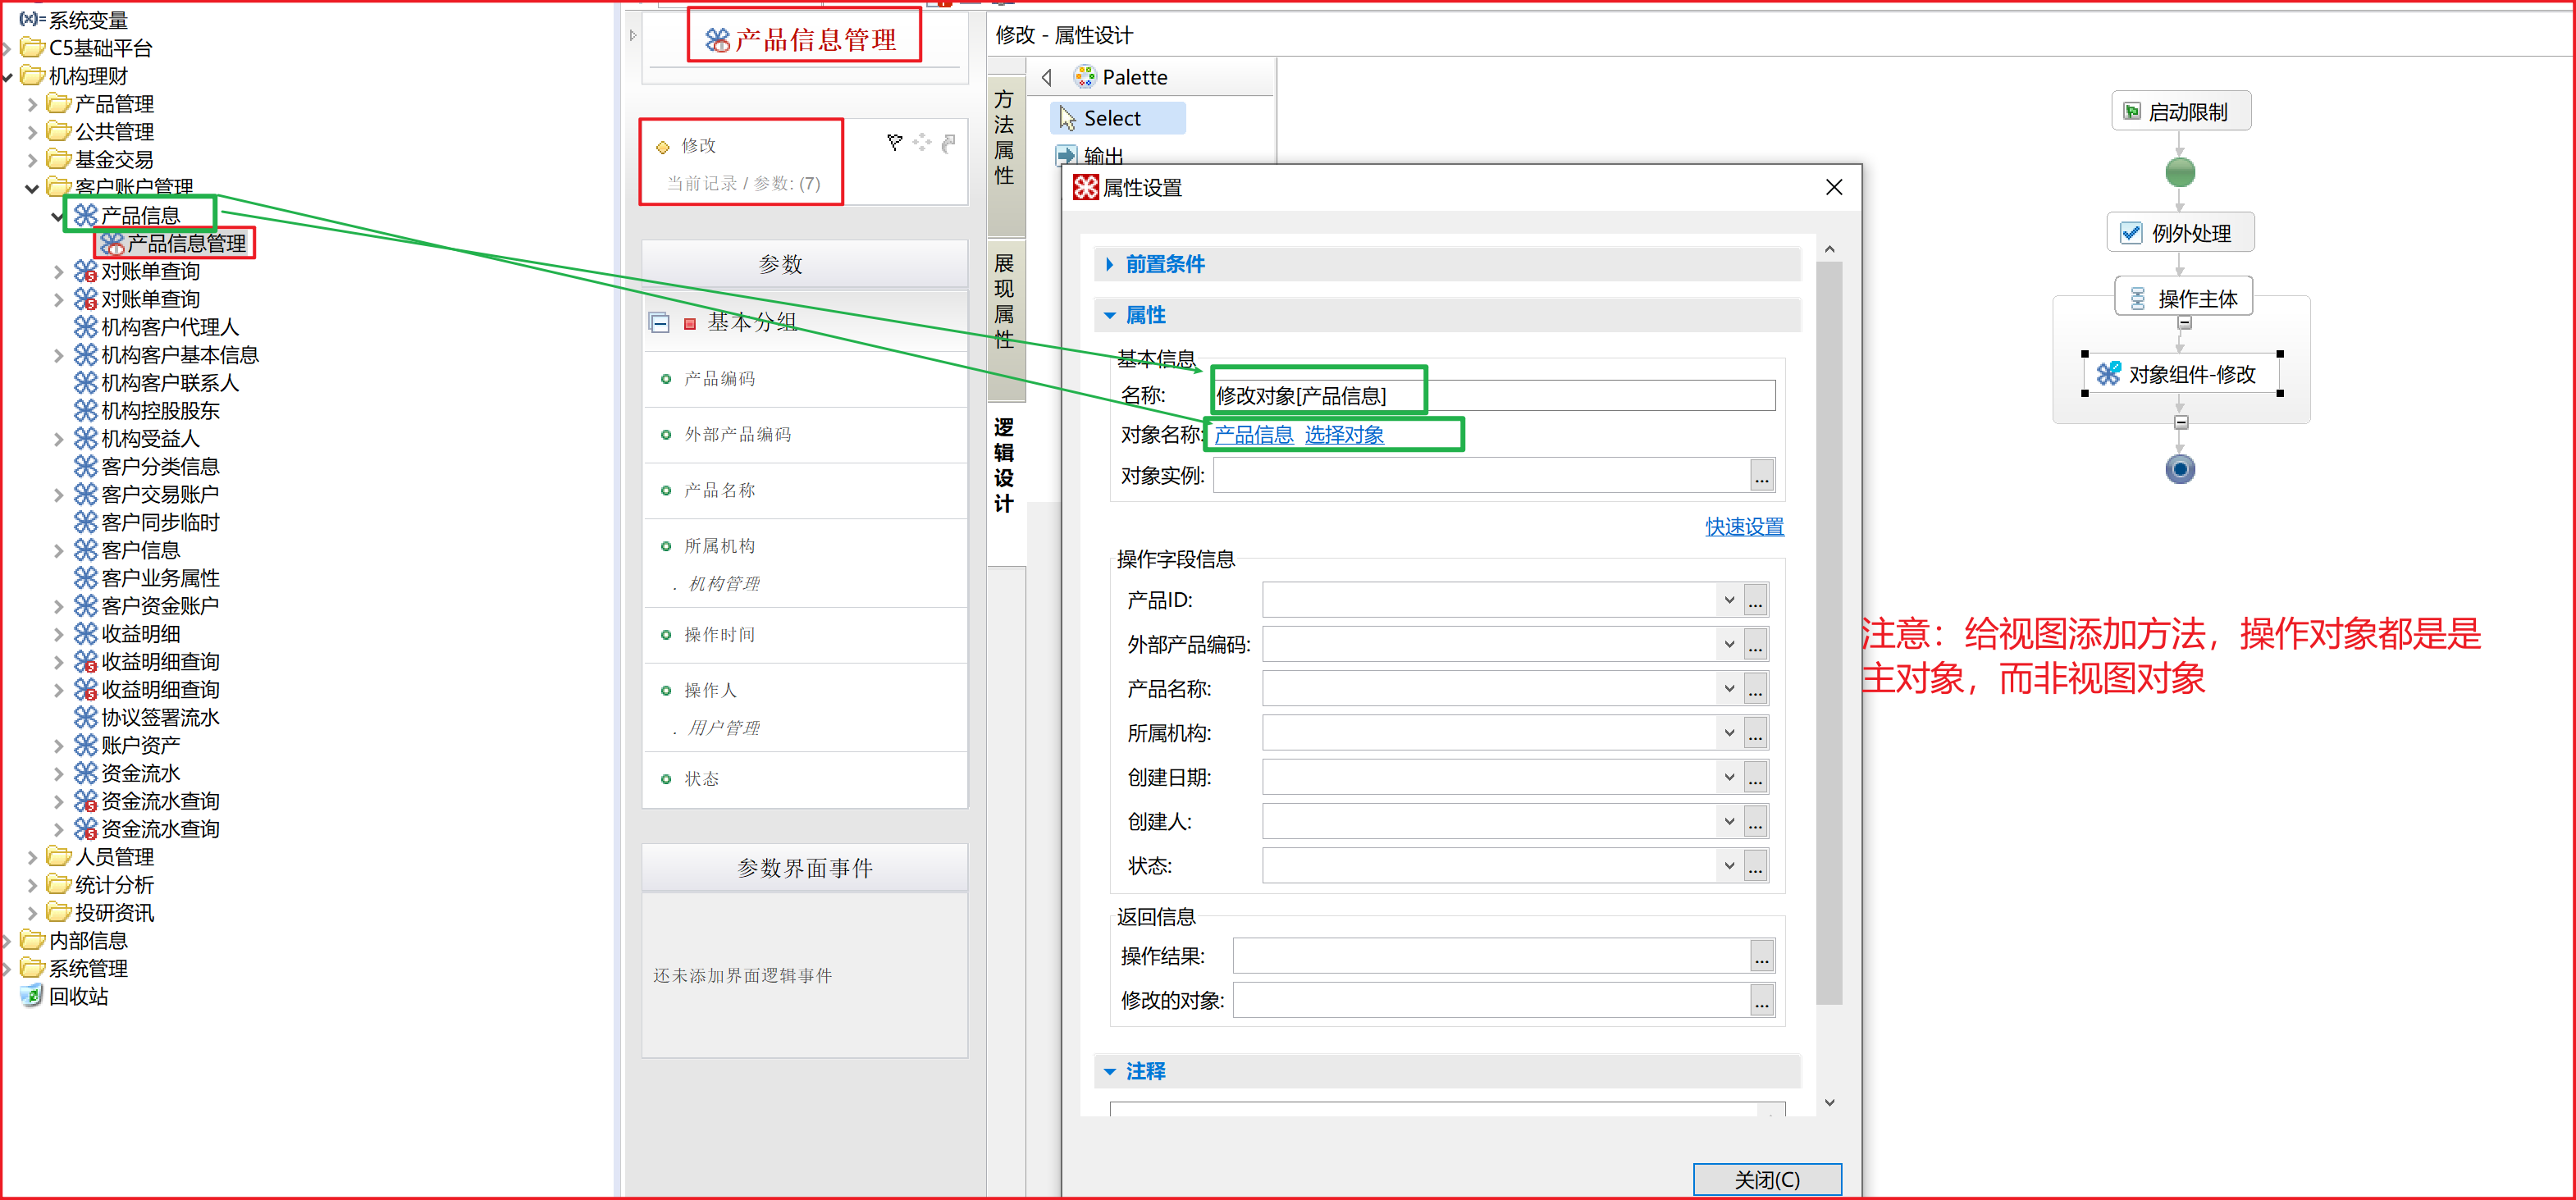 系统变量
C5基础平台
机构理财
产品管理
公共管理
基金交易
客户账户管理
产品信息
产品信息管理
对账单查询
对账单查询
机构客户代理人
机构客户基本信息
机构客户联系人
机构控股股东
机构受益人
客户分类信息
客户交易账户
客户同步临时
客户信息
客户业务属性
客户资金账户
收益明细
收益明细查询
收益明细查询
协议签署流水
账户资产
资金流水
资金流水查询
资金流水查询
人员管理
统计分析
投研资讯
内部信息
系统管理
回收站
产品信息管理
修改
当前记录 / 参数: (7)
参数
基本分组
产品编码
外部产品编码
产品名称
所属机构
. 机构管理
操作时间
操作人
. 用户管理
状态
参数界面事件
还未添加界面逻辑事件
修改 - 属性设计
方法属性
展现属性
逻辑设计
Palette
Select
输出
属性设置
前置条件
属性
基本信息
名称: 修改对象[产品信息]
对象名称: 产品信息 选择对象
对象实例: ...
快速设置
操作字段信息
产品ID: ...
外部产品编码: ...
产品名称: ...
所属机构: ...
创建日期: ...
创建人: ...
状态: ...
返回信息
操作结果: ...
修改的对象: ...
注释
关闭(C)
启动限制
例外处理
操作主体
对象组件-修改
注意：给视图添加方法，操作对象都是是
主对象，而非视图对象